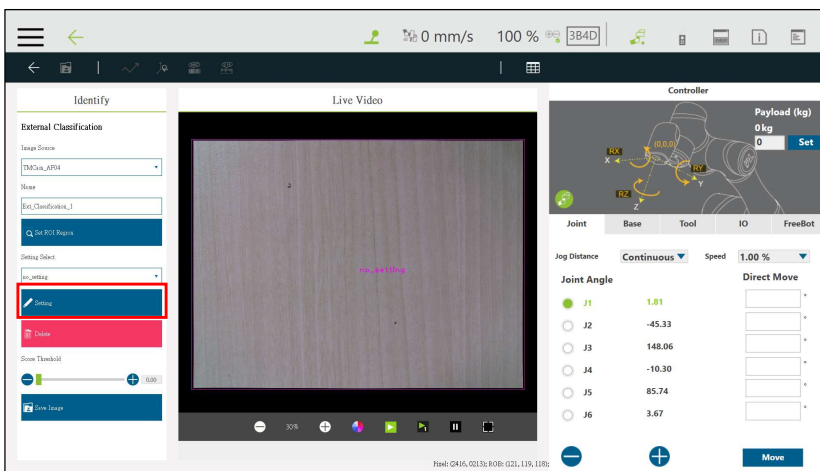 0 mm/s 100 % 3B4D
Identify
External Classification
Image Source
TMCam_AF04
Name
Ext_Classification_1
Set ROI Region
Setting Select
no_setting
Setting
Delete
Score Threshold
0.00
Save Image
Live Video
no_setting
30%
Pixel: (2416, 0213); RGB: (121, 119, 118);
Controller
Payload (kg)
0 kg
0 Set
(0,0,0)
RX
X
RY
Y
RZ
Z
Joint Base Tool IO FreeBot
Jog Distance Continuous Speed 1.00 %
Joint Angle Direct Move
J1 1.81 °
J2 -45.33 °
J3 148.06 °
J4 -10.30 °
J5 85.74 °
J6 3.67 °
Move